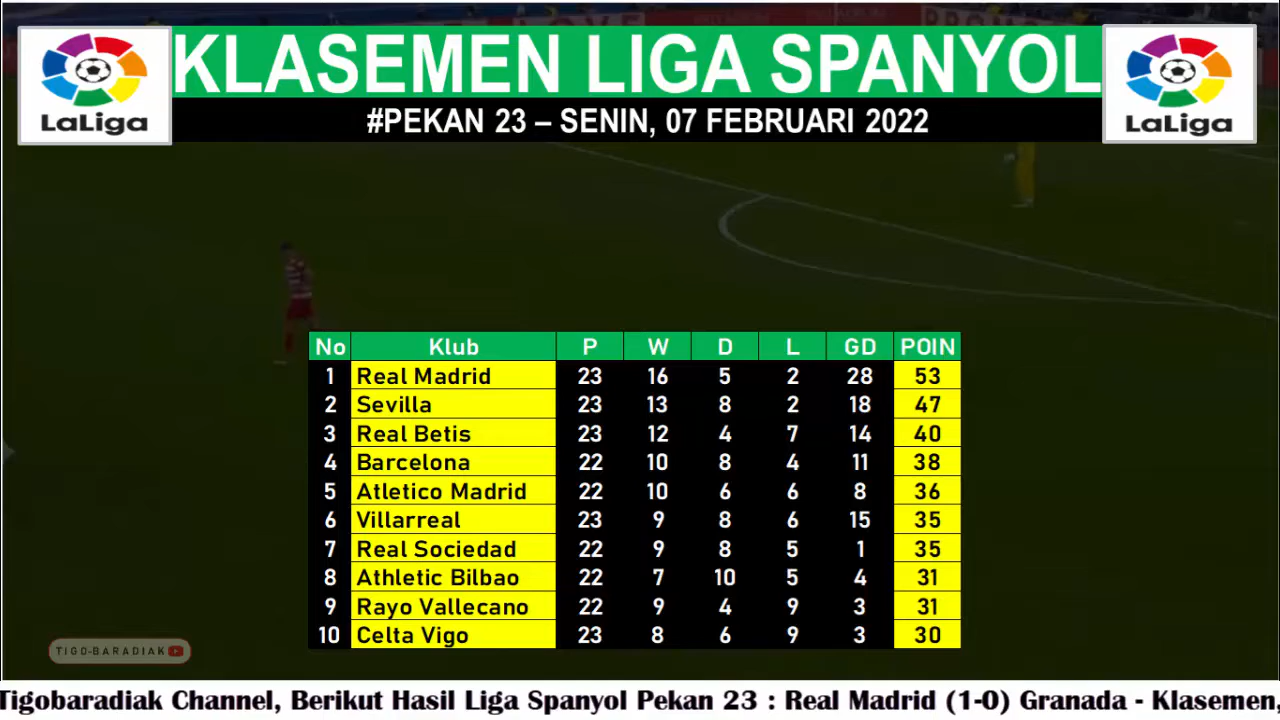 KLASEMEN LIGA SPANYOL
LaLiga
#PEKAN 23 – SENIN, 07 FEBRUARI 2022
LaLiga
No Klub P W D L GD POIN
1 Real Madrid 23 16 5 2 28 53
2 Sevilla 23 13 8 2 18 47
3 Real Betis 23 12 4 7 14 40
4 Barcelona 22 10 8 4 11 38
5 Atletico Madrid 22 10 6 6 8 36
6 Villarreal 23 9 8 6 15 35
7 Real Sociedad 22 9 8 5 1 35
8 Athletic Bilbao 22 7 10 5 4 31
9 Rayo Vallecano 22 9 4 9 3 31
10 Celta Vigo 23 8 6 9 3 30
TIGO-BARADIAK
Tigobaradiak Channel, Berikut Hasil Liga Spanyol Pekan 23 : Real Madrid (1-0) Granada - Klasemen,